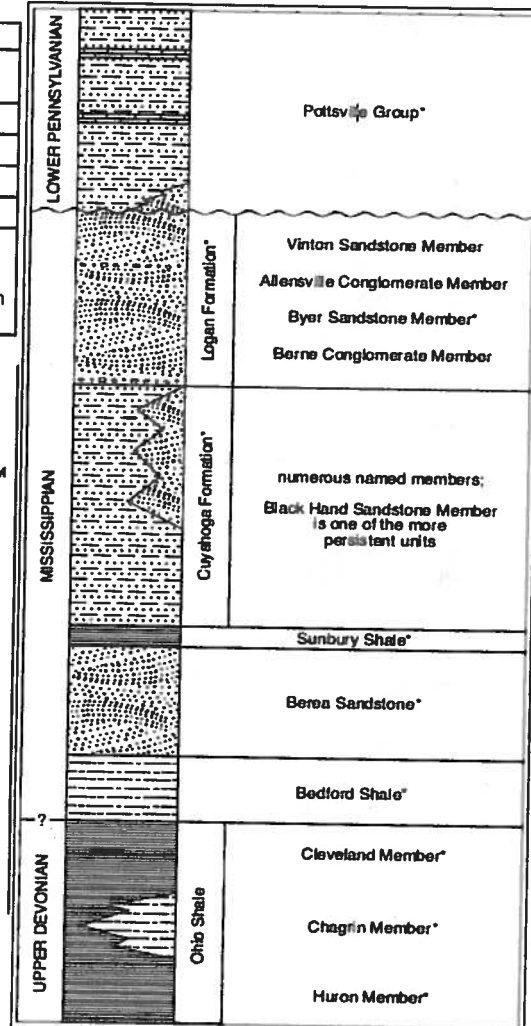 LOWER PENNSYLVANIAN
Pottsville Group*
MISSISSIPPIAN
Logan Formation*
Vinton Sandstone Member
Allensville Conglomerate Member
Byer Sandstone Member*
Berne Conglomerate Member
Cuyahoga Formation*
numerous named members;
Black Hand Sandstone Member
is one of the more
persistent units
Sunbury Shale*
Berea Sandstone*
Bedford Shale*
?
UPPER DEVONIAN
Ohio Shale
Cleveland Member*
Chagrin Member*
Huron Member*